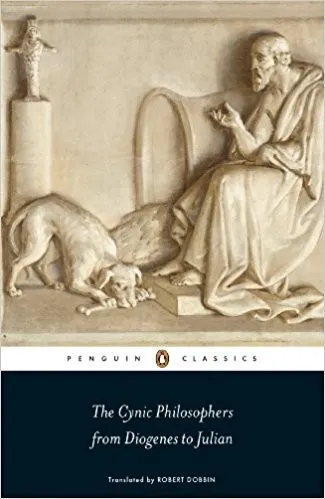 PENGUIN CLASSICS
The Cynic Philosophers
from Diogenes to Julian
Translated by ROBERT DOBBIN